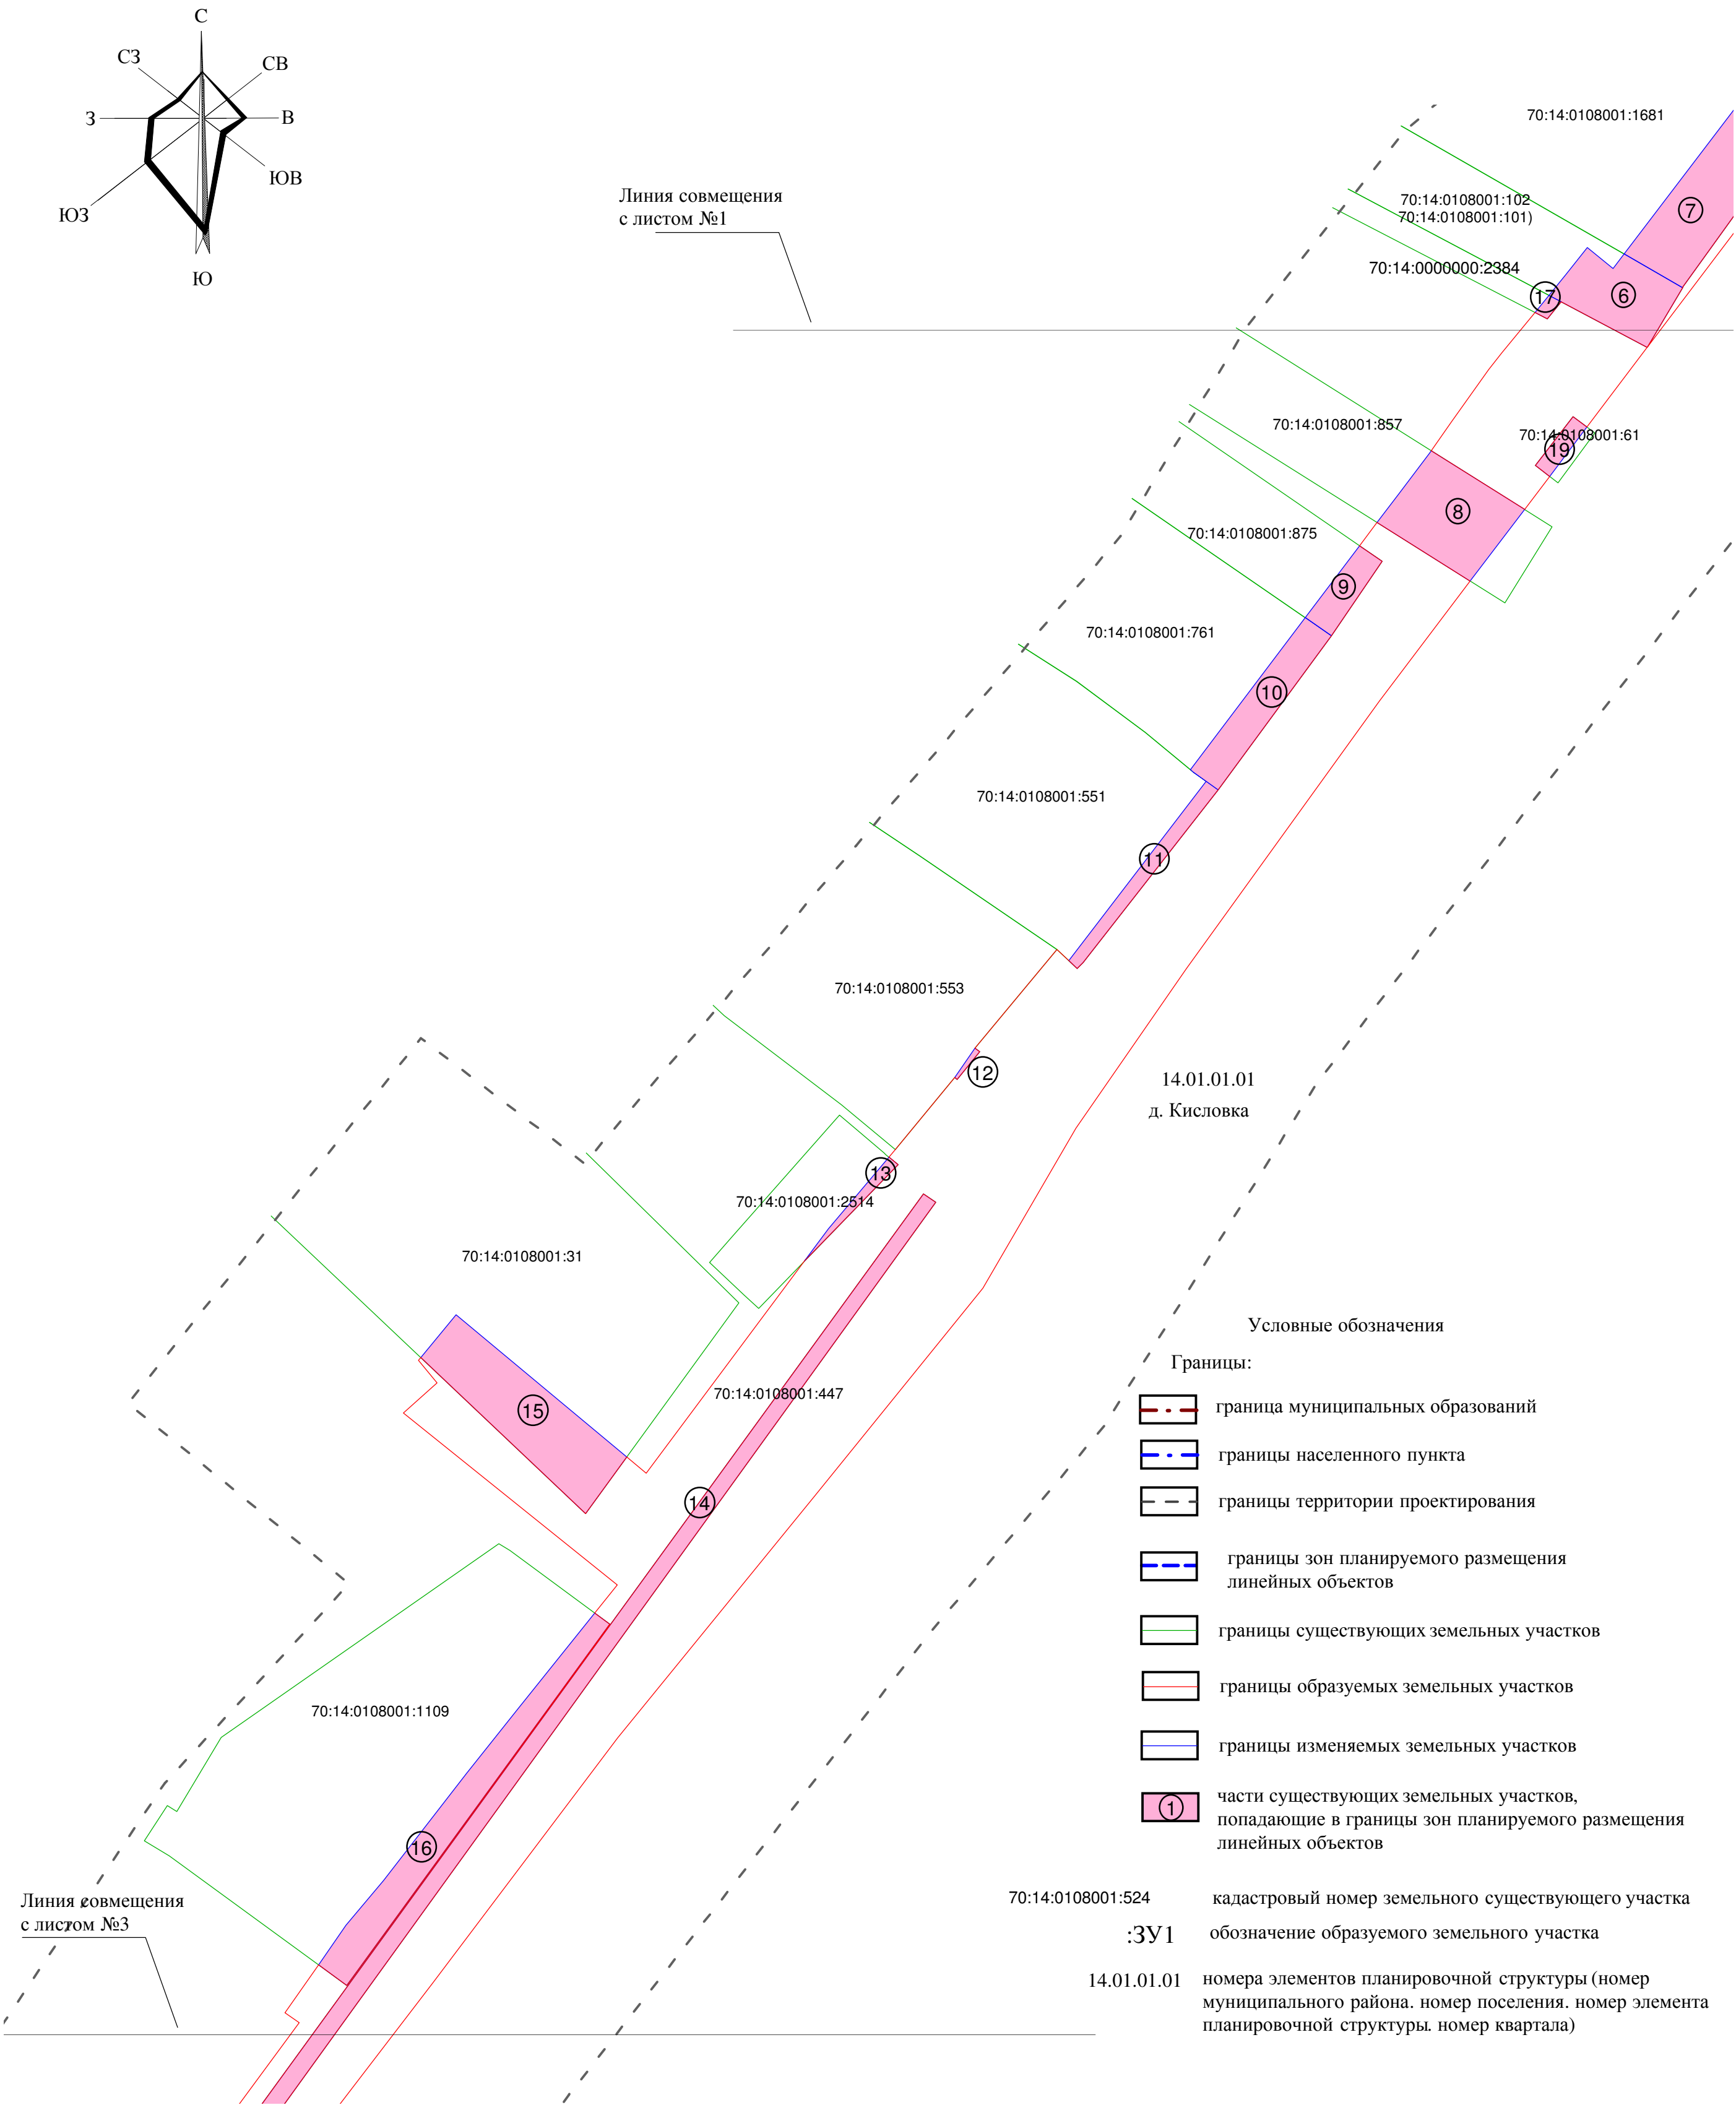 С
СЗ
СВ
З
В
ЮЗ
ЮВ
Ю
Линия совмещения
с листом №1
70:14:0108001:1681
70:14:0108001:102
70:14:0108001:101)
7
70:14:0000000:2384
17
6
70:14:0108001:857
70:14:0108001:61
19
8
70:14:0108001:875
9
70:14:0108001:761
10
70:14:0108001:551
11
70:14:0108001:553
12
14.01.01.01
д. Кисловка
13
70:14:0108001:2514
70:14:0108001:31
70:14:0108001:447
15
14
70:14:0108001:1109
16
Линия совмещения
с листом №3
Условные обозначения
Границы:
граница муниципальных образований
границы населенного пункта
границы территории проектирования
границы зон планируемого размещения
линейных объектов
границы существующих земельных участков
границы образуемых земельных участков
границы изменяемых земельных участков
1
части существующих земельных участков,
попадающие в границы зон планируемого размещения
линейных объектов
70:14:0108001:524 кадастровый номер земельного существующего участка
:ЗУ1 обозначение образуемого земельного участка
14.01.01.01 номера элементов планировочной структуры (номер
муниципального района. номер поселения. номер элемента
планировочной структуры. номер квартала)